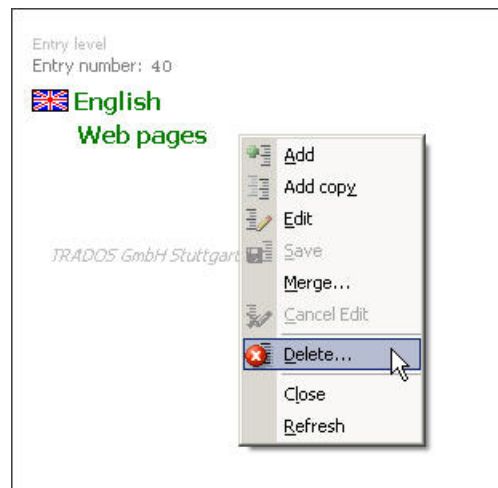 Entry level
Entry number: 40
English
Web pages
TRADOS GmbH Stuttgart
Add
Add copy
Edit
Save
Merge...
Cancel Edit
Delete...
Close
Refresh